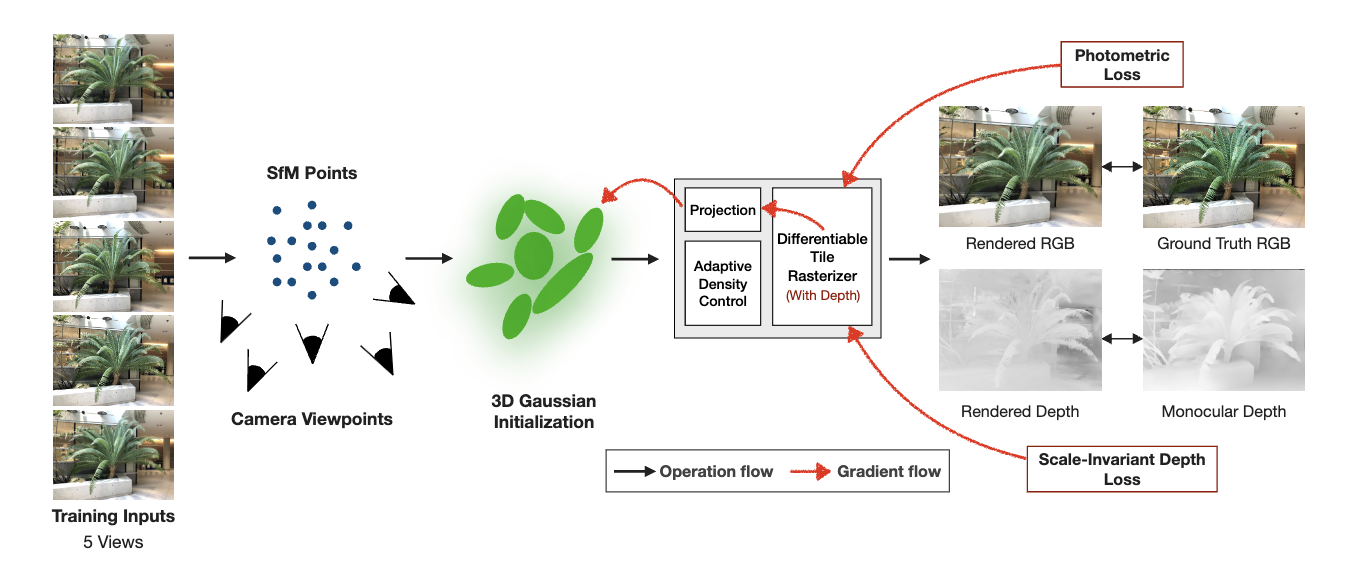 Training Inputs
5 Views
SfM Points
Camera Viewpoints
3D Gaussian
Initialization
Projection
Adaptive
Density
Control
Differentiable
Tile
Rasterizer
(With Depth)
Photometric
Loss
Rendered RGB
Ground Truth RGB
Rendered Depth
Monocular Depth
Scale-Invariant Depth
Loss
Operation flow
Gradient flow